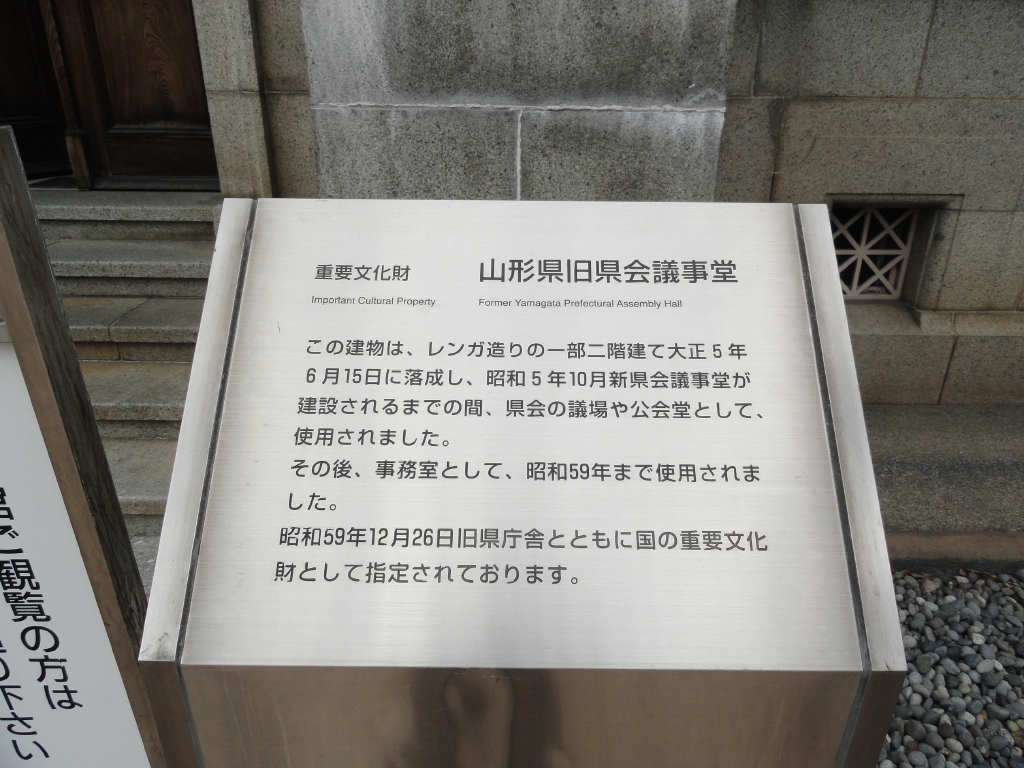 重要文化財 山形県旧県会議事堂
Important Cultural Property Former Yamagata Prefectural Assembly Hall
この建物は、レンガ造りの一部二階建て大正5年
6月15日に落成し、昭和5年10月新県会議事堂が
建設されるまでの間、県会の議場や公会堂として、
使用されました。
その後、事務室として、昭和59年まで使用されま
した。
昭和59年12月26日旧県庁舎とともに国の重要文化
財として指定されております。
ご観覧の方は
下さい